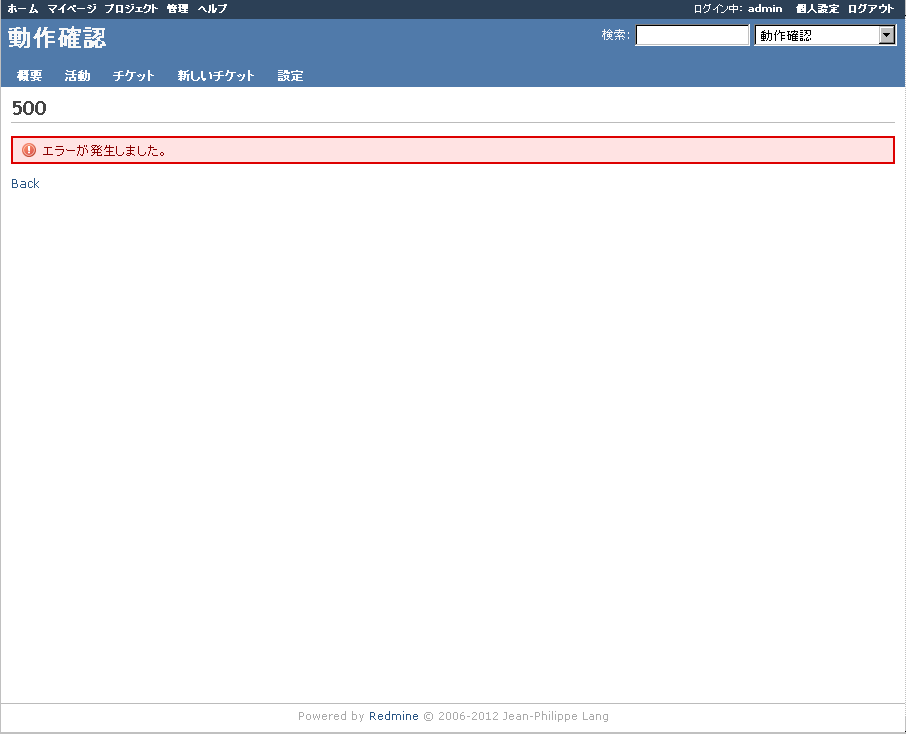 ホーム マイページ プロジェクト 管理 ヘルプ ログイン中: admin 個人設定 ログアウト
動作確認 検索: 動作確認
概要 活動 チケット 新しいチケット 設定
500
エラーが発生しました。
Back
Powered by Redmine © 2006-2012 Jean-Philippe Lang